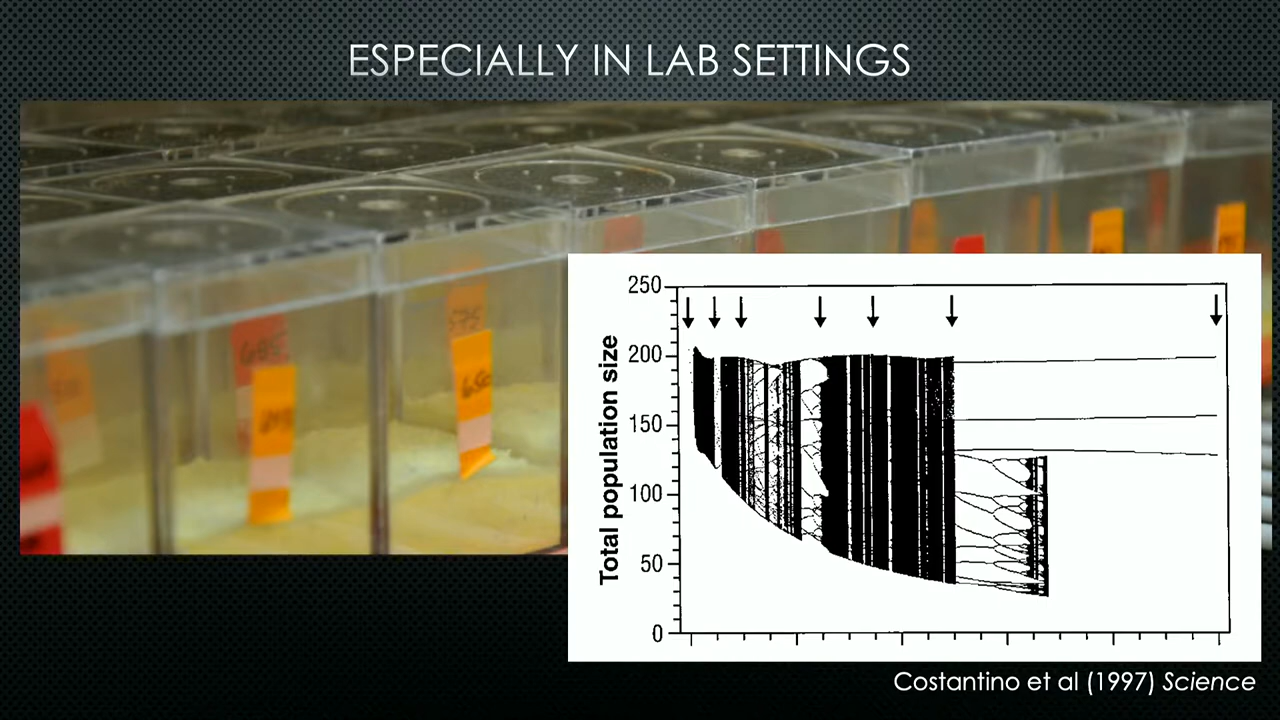 ESPECIALLY IN LAB SETTINGS
250
200
150
100
50
0
Total population size
Costantino et al (1997) Science